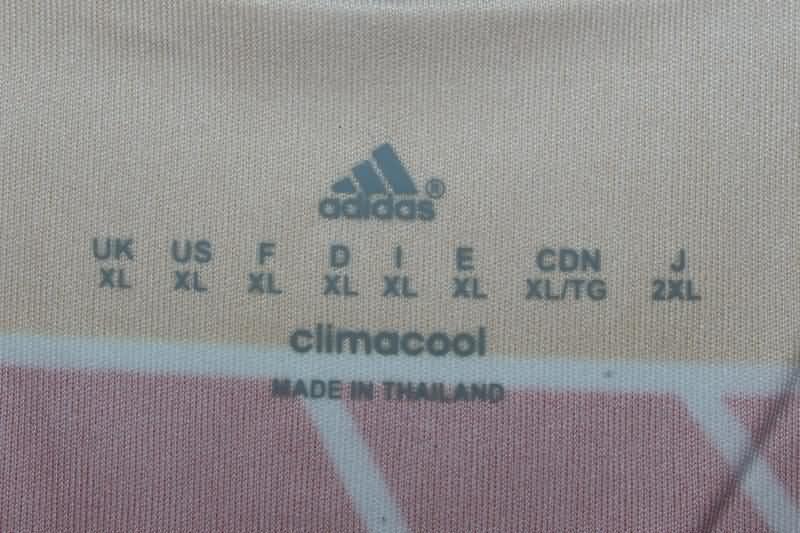 adidas®
UK US F D I E CDN J
XL XL XL XL XL XL XL/TG 2XL
climacool
MADE IN THAILAND